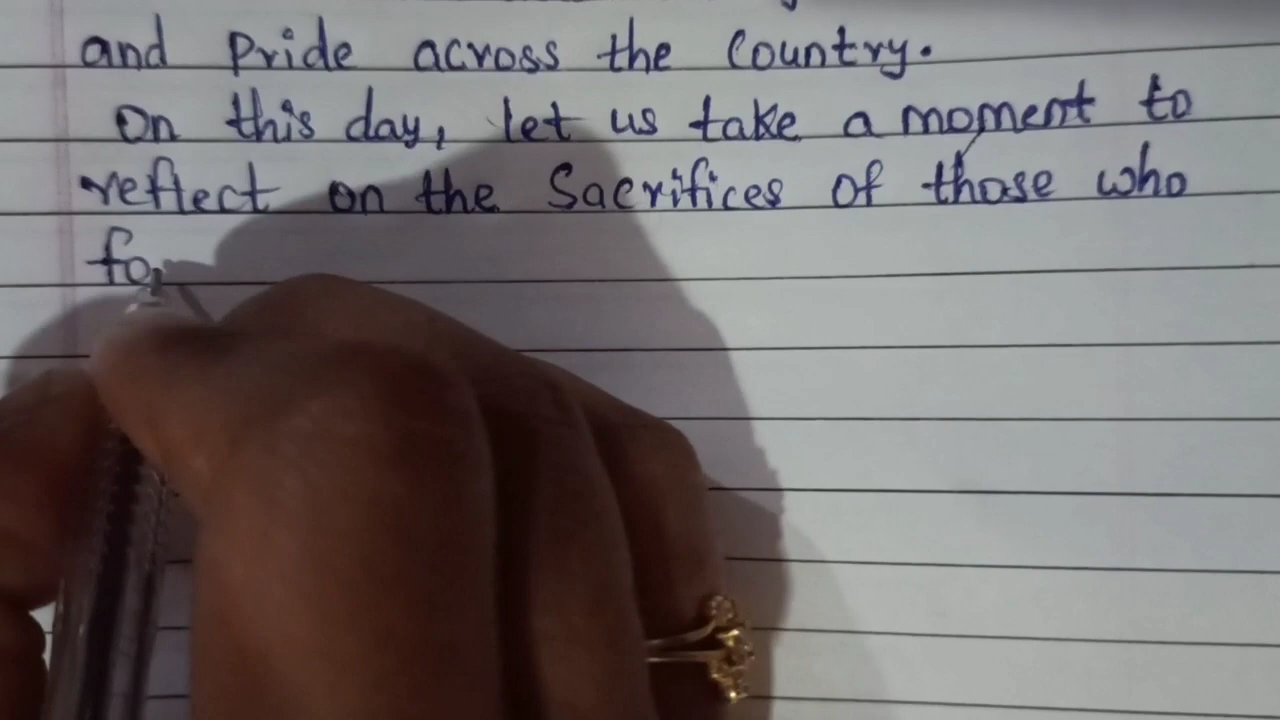 and Pride across the Country.
On this day, let us take a moment to
reflect on the Sacrifices of those who
fo